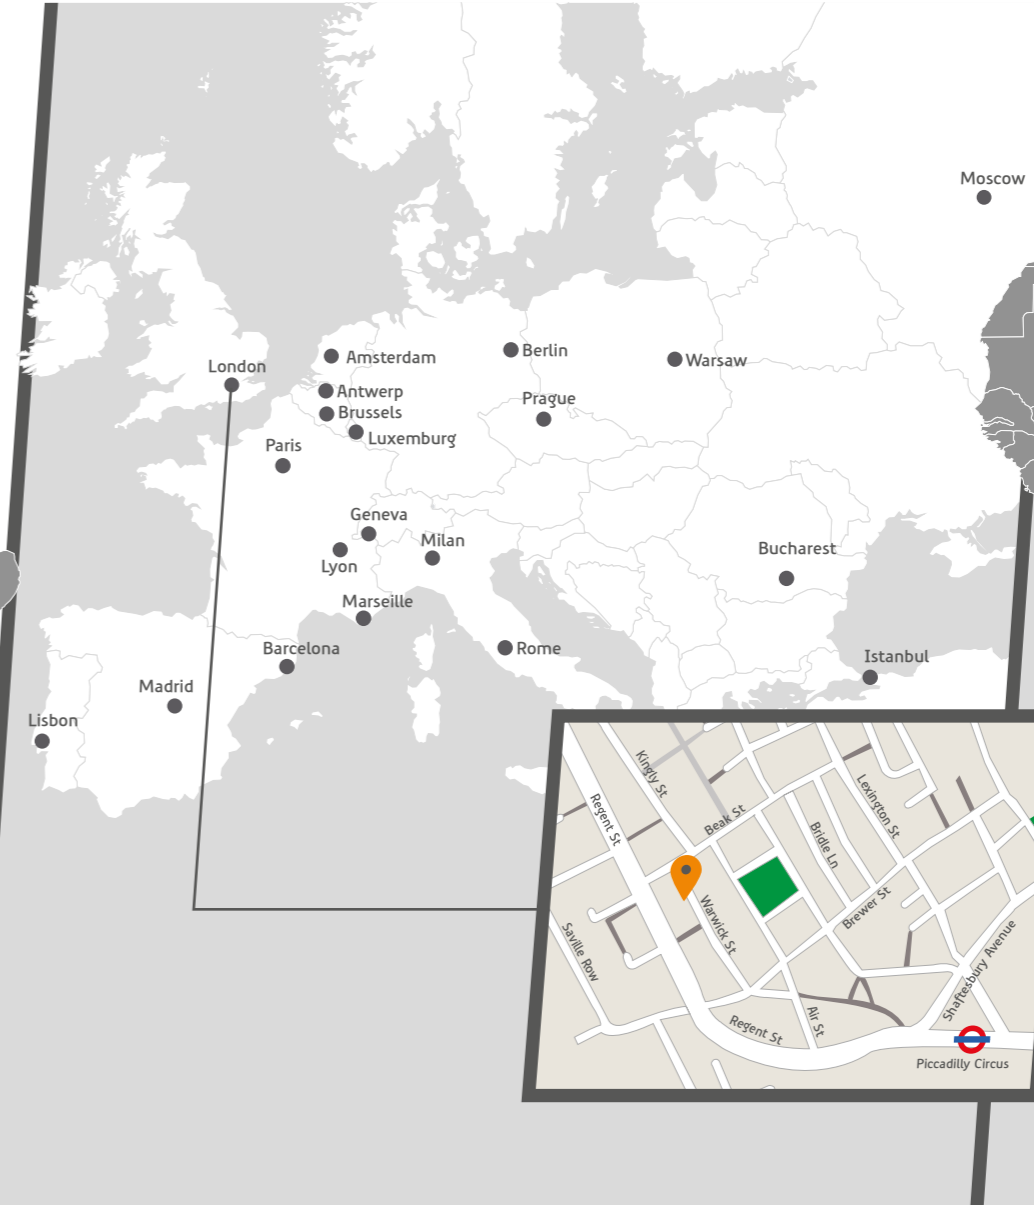 Moscow
London
Amsterdam
Berlin
Warsaw
Antwerp
Prague
Brussels
Luxemburg
Paris
Geneva
Milan
Lyon
Bucharest
Marseille
Barcelona
Rome
Istanbul
Madrid
Lisbon
Kingly St
Regent St
Beak St
Lexington St
Bridle Ln
Brewer St
Warwick St
Saville Row
Shaftesbury Avenue
Air St
Regent St
Piccadilly Circus